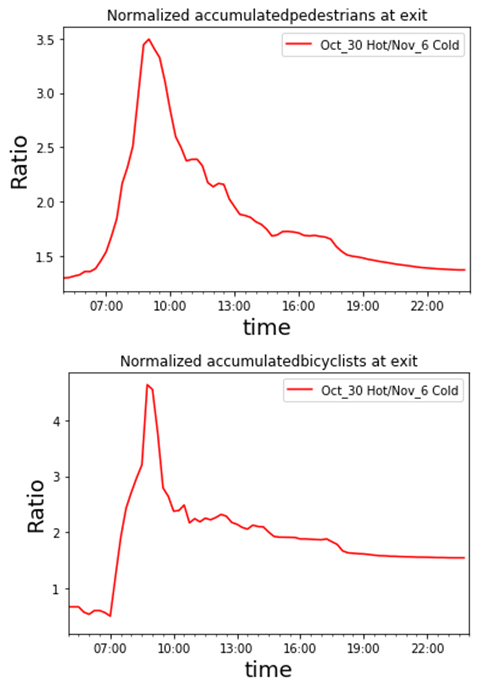 Normalized accumulatedpedestrians at exit
Oct_30 Hot/Nov_6 Cold
Ratio
3.5
3.0
2.5
2.0
1.5
07:00 10:00 13:00 16:00 19:00 22:00
time
Normalized accumulatedbicyclists at exit
Oct_30 Hot/Nov_6 Cold
Ratio
4
3
2
1
07:00 10:00 13:00 16:00 19:00 22:00
time